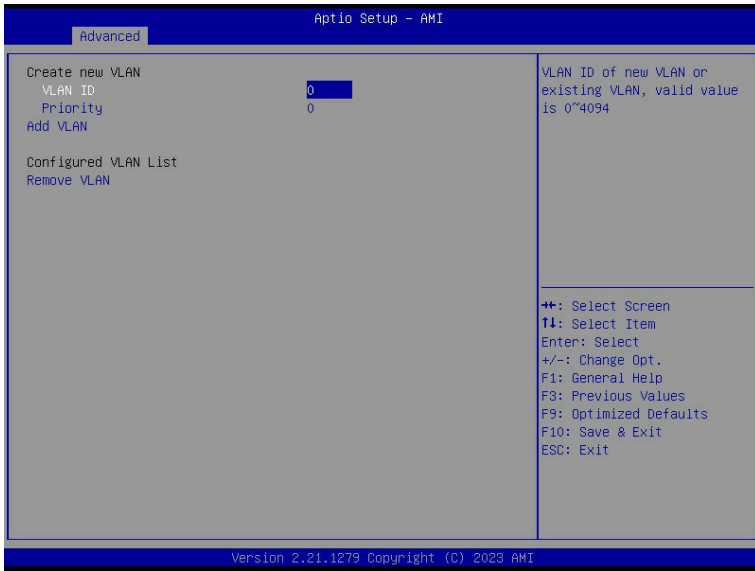 Aptio Setup - AMI
Advanced
Create new VLAN
VLAN ID 0
Priority 0
Add VLAN
Configured VLAN List
Remove VLAN
VLAN ID of new VLAN or
existing VLAN, valid value
is 0~4094
→←: Select Screen
↑↓: Select Item
Enter: Select
+/-: Change Opt.
F1: General Help
F3: Previous Values
F9: Optimized Defaults
F10: Save & Exit
ESC: Exit
Version 2.21.1279 Copyright (C) 2023 AMI